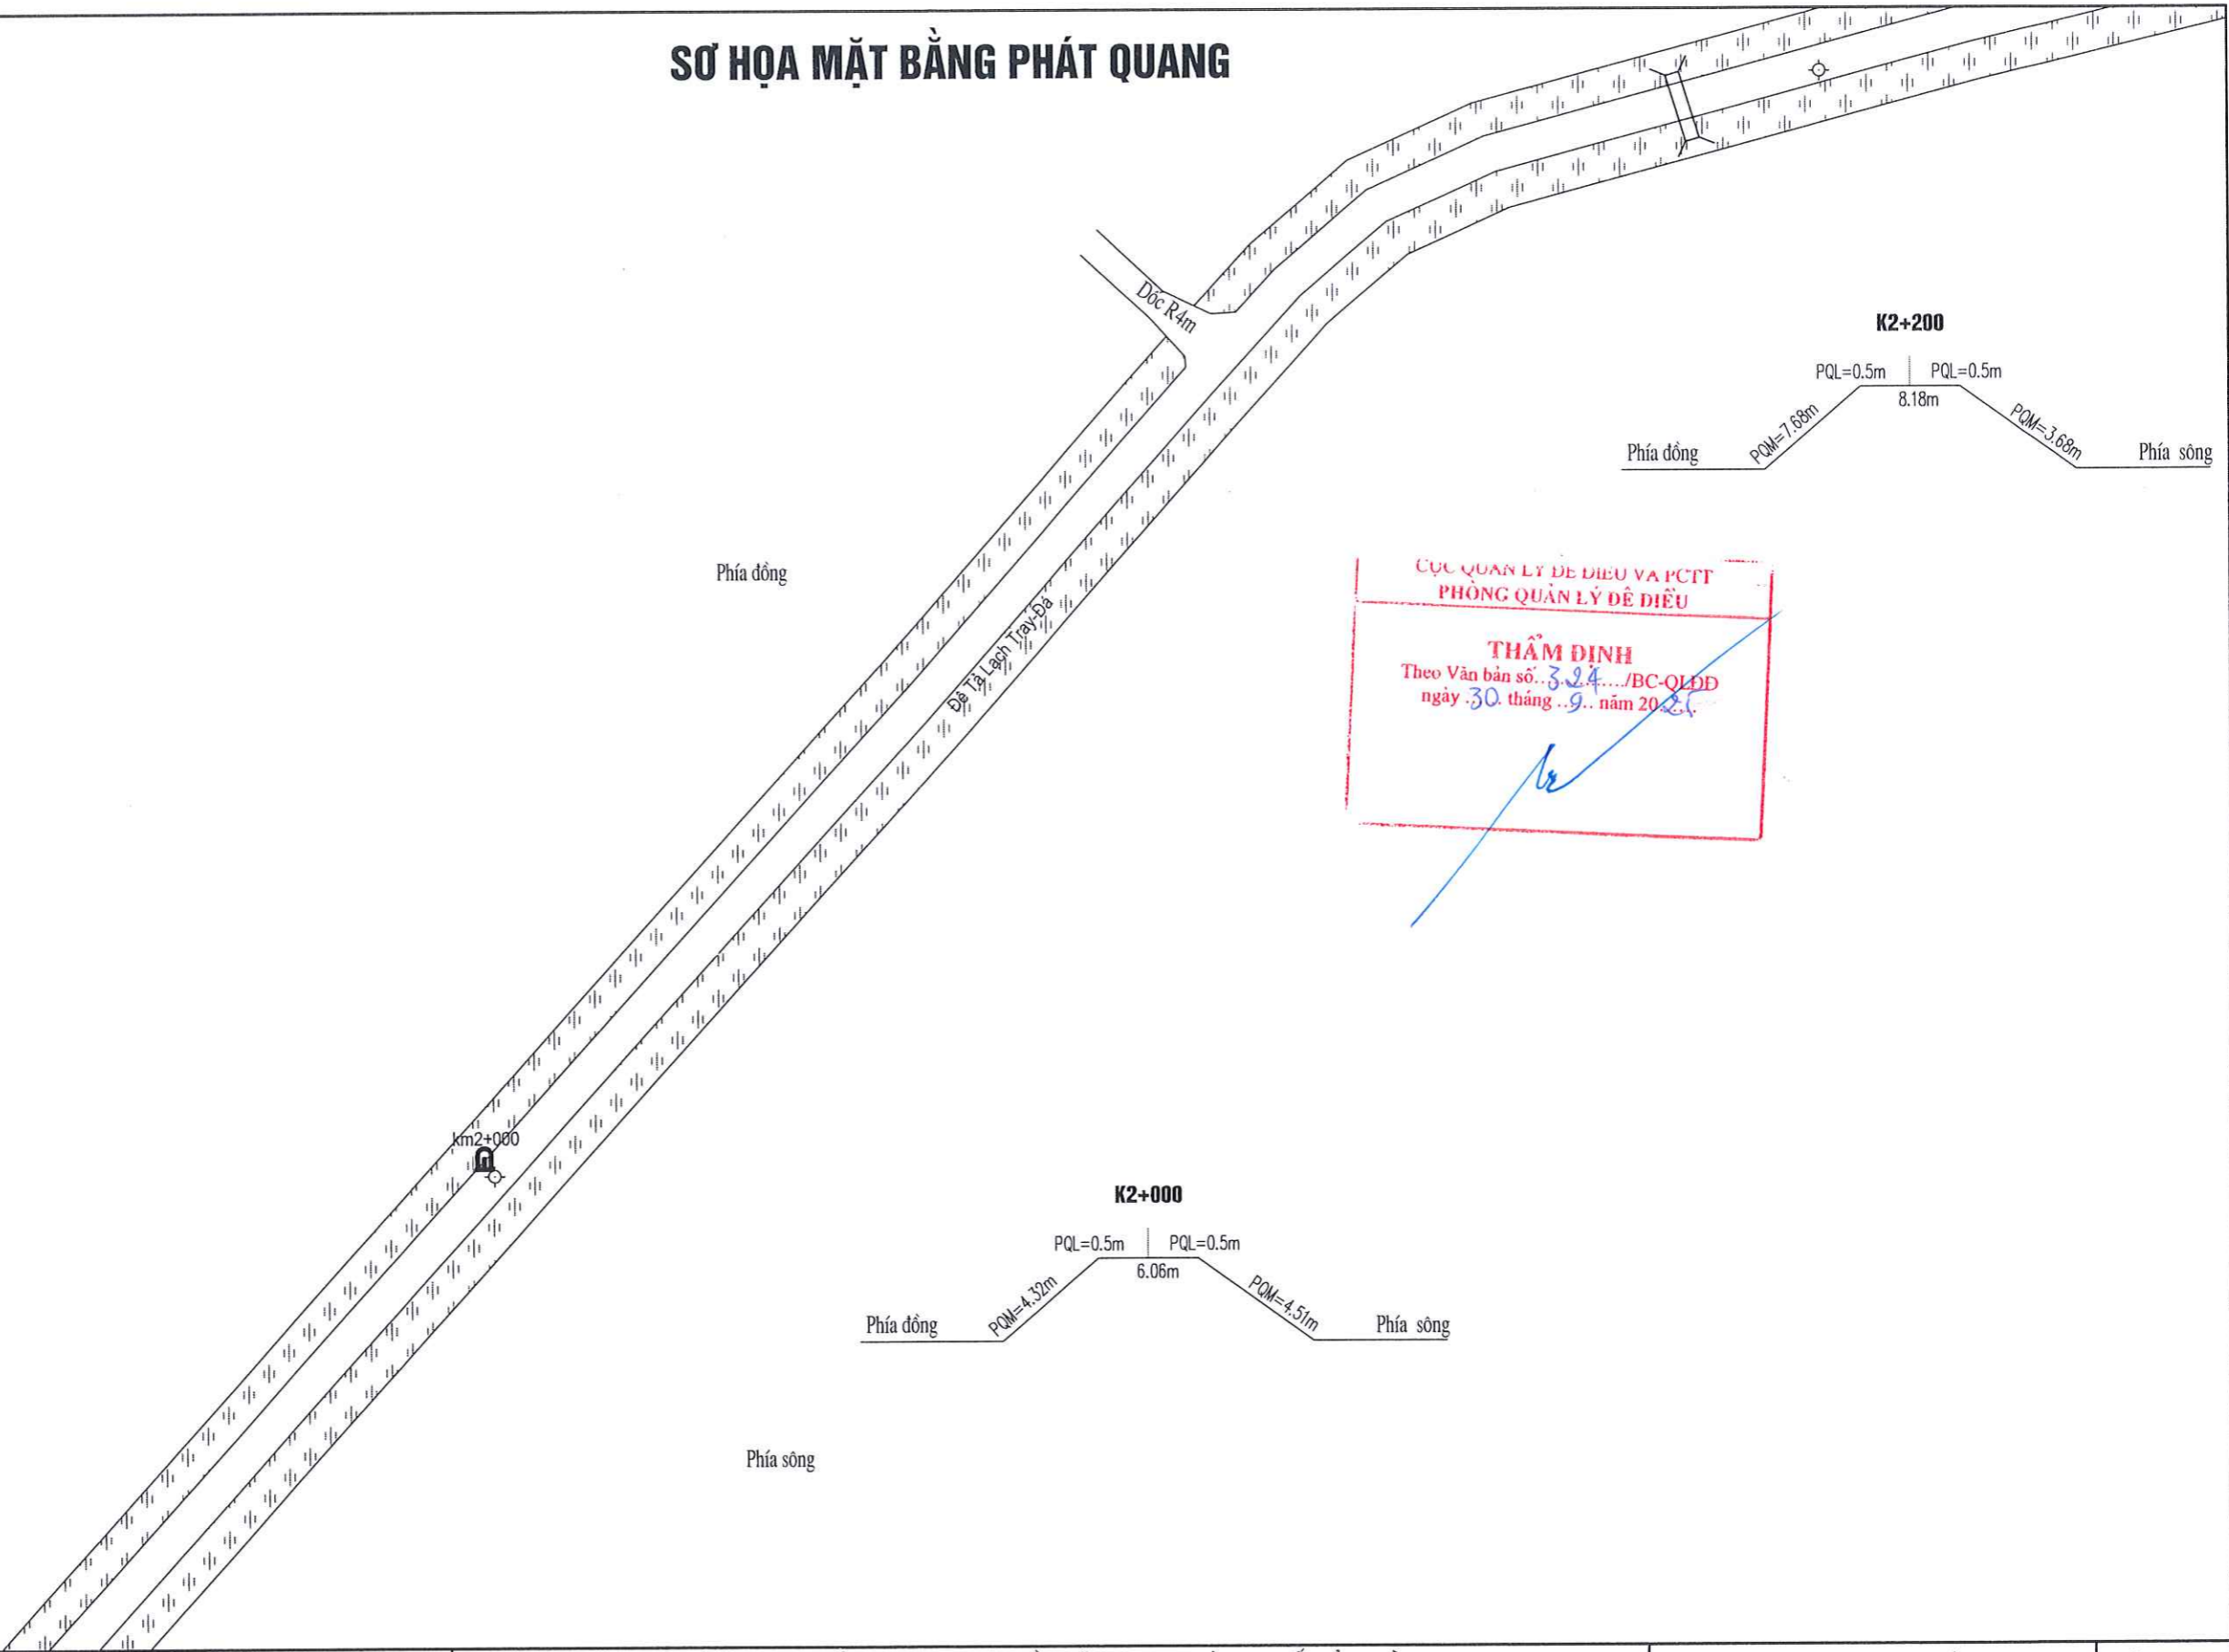 SƠ HỌA MẶT BẰNG PHÁT QUANG
Dốc R4m
K2+200
PQL=0.5m PQL=0.5m
8.18m
PQM=7.68m
PQM=3.68m
Phía đồng
Phía sông
Phía đồng
Đê Tả Lạch Tray-Đá
CỤC QUẢN LÝ ĐÊ ĐIỀU VÀ PCTT
PHÒNG QUẢN LÝ ĐÊ ĐIỀU
THẨM ĐỊNH
Theo Văn bản số...324..../BC-QLĐĐ
ngày .30. tháng ..9.. năm 2025
km2+000
K2+000
PQL=0.5m PQL=0.5m
6.06m
PQM=4.32m
PQM=4.51m
Phía đồng
Phía sông
Phía sông